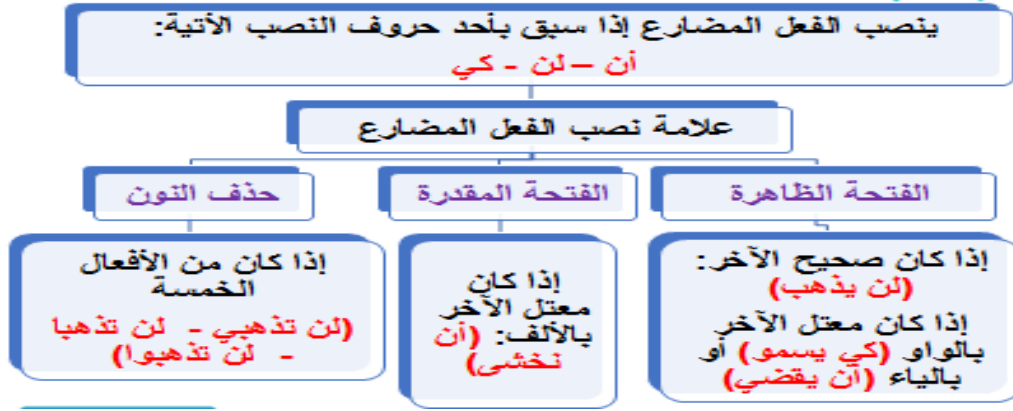 ينصب الفعل المضارع إذا سبق بأحد حروف النصب الأتية:
أن – لن - كي
علامة نصب الفعل المضارع
الفتحة الظاهرة
إذا كان صحيح الآخر:
(لن يذهب)
إذا كان معتل الآخر
بالواو (كي يسمو) أو
بالياء (أن يقضي)
الفتحة المقدرة
إذا كان
معتل الآخر
بالألف: (أن
نخشى)
حذف النون
إذا كان من الأفعال
الخمسة
(لن تذهبي - لن تذهبا
- لن تذهبوا)